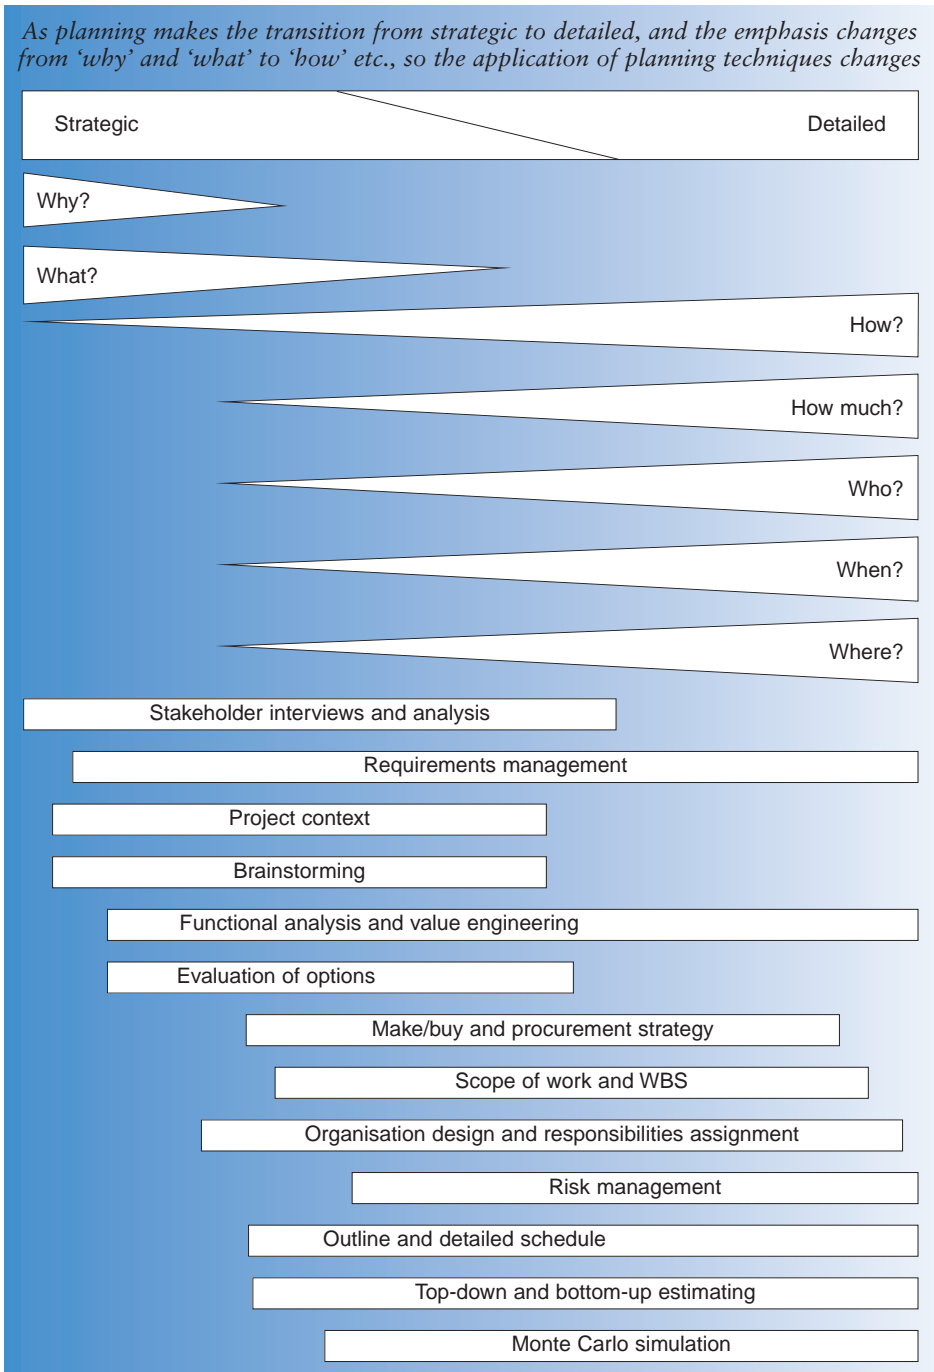 As planning makes the transition from strategic to detailed, and the emphasis changes
from ‘why’ and ‘what’ to ‘how’ etc., so the application of planning techniques changes
Strategic
Detailed
Why?
What?
How?
How much?
Who?
When?
Where?
Stakeholder interviews and analysis
Requirements management
Project context
Brainstorming
Functional analysis and value engineering
Evaluation of options
Make/buy and procurement strategy
Scope of work and WBS
Organisation design and responsibilities assignment
Risk management
Outline and detailed schedule
Top-down and bottom-up estimating
Monte Carlo simulation